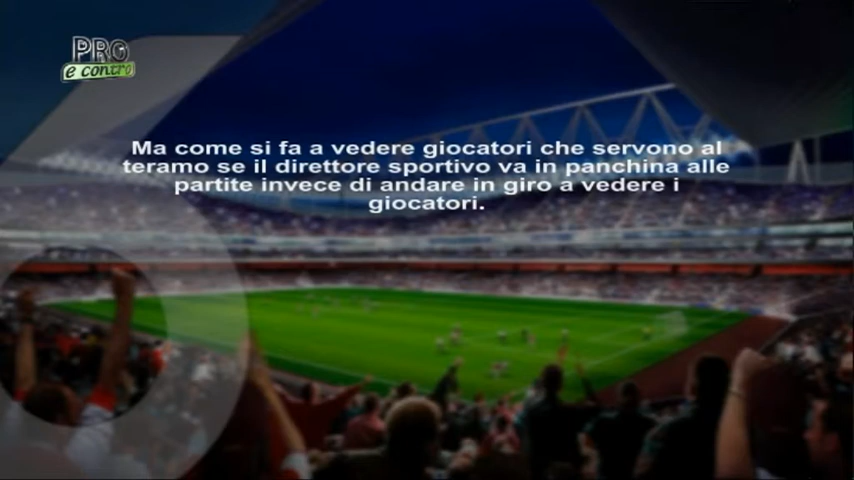 PRO
e contro
Ma come si fa a vedere giocatori che servono al
teramo se il direttore sportivo va in panchina alle
partite invece di andare in giro a vedere i
giocatori.